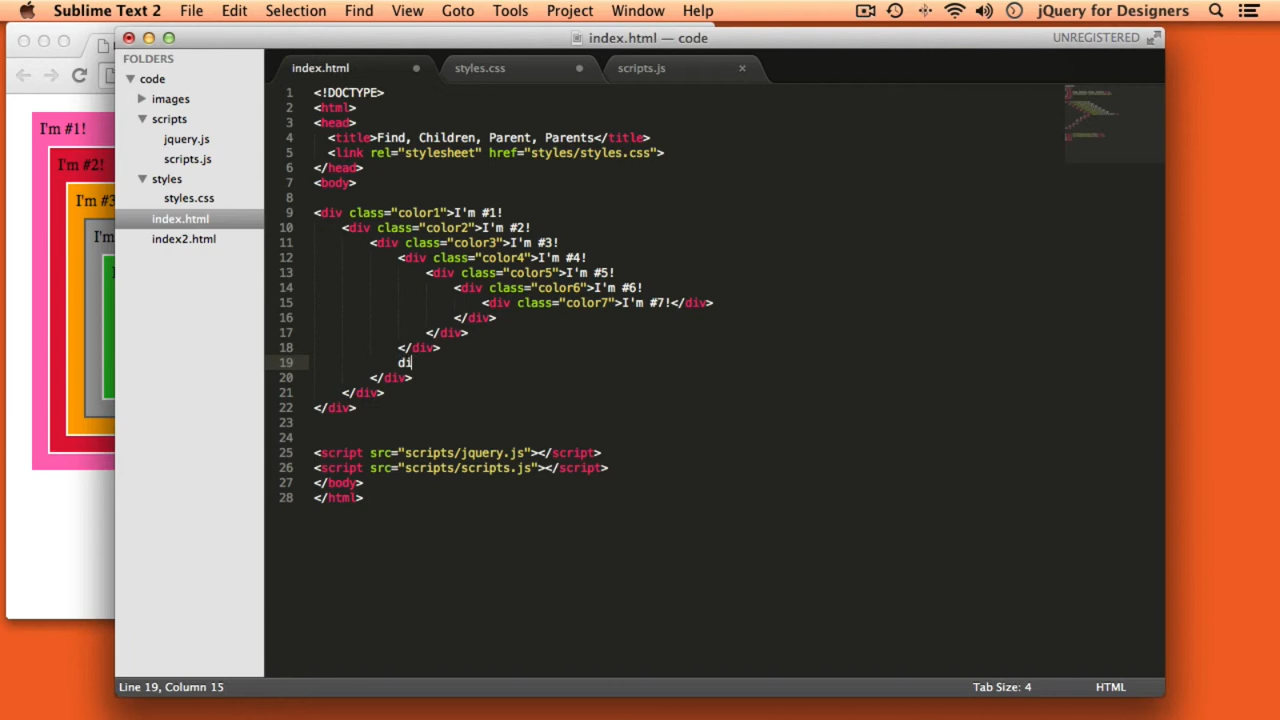 Sublime Text 2 File Edit Selection Find View Goto Tools Project Window Help jQuery for Designers
index.html — code
UNREGISTERED
I'm #1!
I'm #2!
I'm #3
I'm
FOLDERS
code
images
scripts
jquery.js
scripts.js
styles
styles.css
index.html
index2.html
index.html styles.css scripts.js
1 <!DOCTYPE>
2 <html>
3 <head>
4 <title>Find, Children, Parent, Parents</title>
5 <link rel="stylesheet" href="styles/styles.css">
6 </head>
7 <body>
8
9 <div class="color1">I'm #1!
10 <div class="color2">I'm #2!
11 <div class="color3">I'm #3!
12 <div class="color4">I'm #4!
13 <div class="color5">I'm #5!
14 <div class="color6">I'm #6!
15 <div class="color7">I'm #7!</div>
16 </div>
17 </div>
18 </div>
19 di
20 </div>
21 </div>
22 </div>
23
24
25 <script src="scripts/jquery.js"></script>
26 <script src="scripts/scripts.js"></script>
27 </body>
28 </html>
Line 19, Column 15
Tab Size: 4
HTML